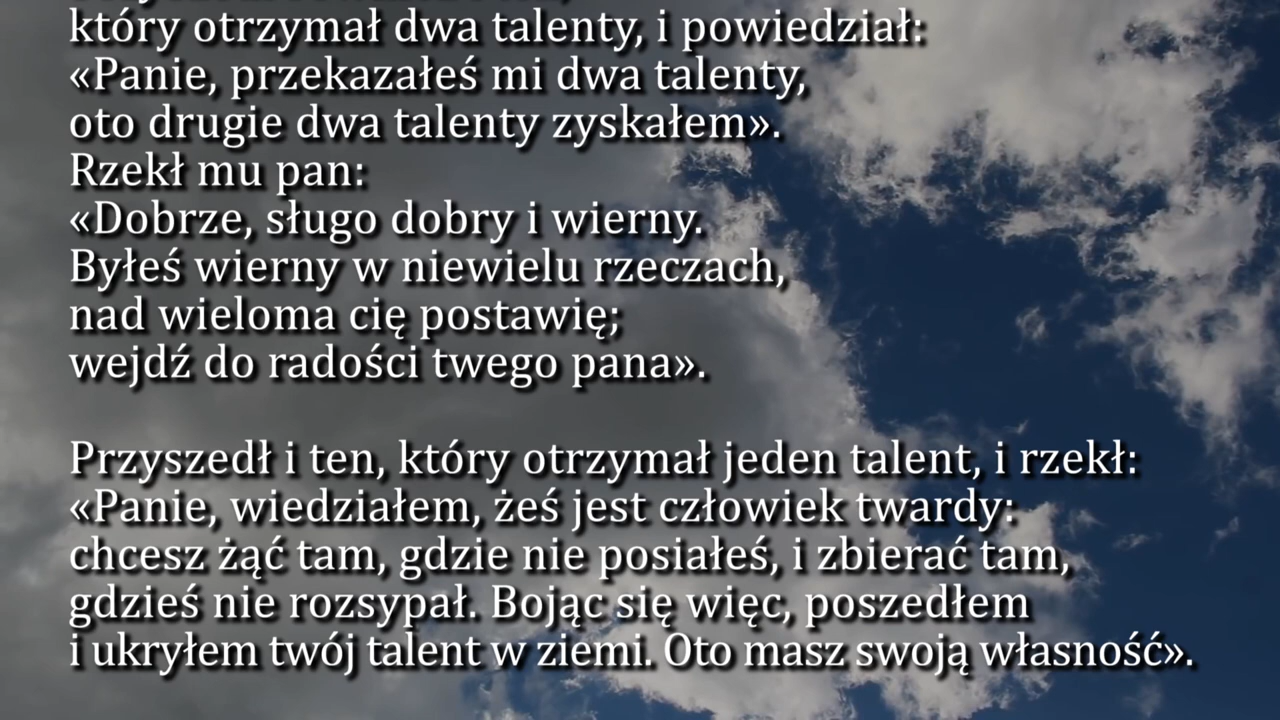 który otrzymał dwa talenty, i powiedział:
«Panie, przekazałeś mi dwa talenty,
oto drugie dwa talenty zyskałem».
Rzekł mu pan:
«Dobrze, sługo dobry i wierny.
Byłeś wierny w niewielu rzeczach,
nad wieloma cię postawię;
wejdź do radości twego pana».
Przyszedł i ten, który otrzymał jeden talent, i rzekł:
«Panie, wiedziałem, żeś jest człowiek twardy:
chcesz żąć tam, gdzie nie posiałeś, i zbierać tam,
gdzieś nie rozsypał. Bojąc się więc, poszedłem
i ukryłem twój talent w ziemi. Oto masz swoją własność».